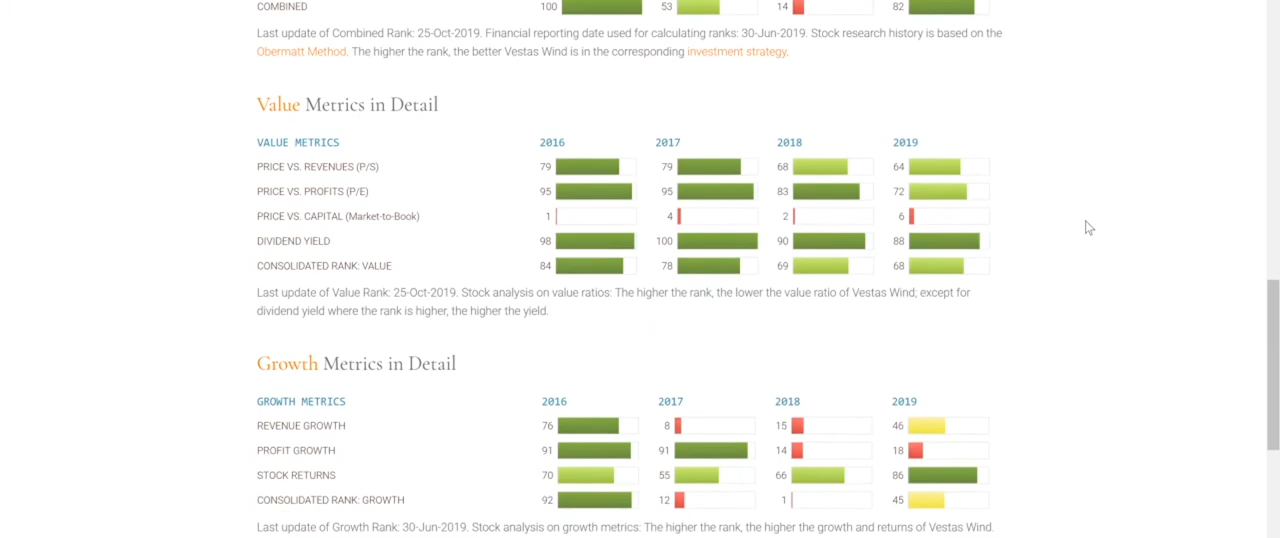 COMBINED 100 53 14 82
Last update of Combined Rank: 25-Oct-2019. Financial reporting date used for calculating ranks: 30-Jun-2019. Stock research history is based on the
Obermatt Method. The higher the rank, the better Vestas Wind is in the corresponding investment strategy.
Value Metrics in Detail
VALUE METRICS 2016 2017 2018 2019
PRICE VS. REVENUES (P/S) 79 79 68 64
PRICE VS. PROFITS (P/E) 95 95 83 72
PRICE VS. CAPITAL (Market-to-Book) 1 4 2 6
DIVIDEND YIELD 98 100 90 88
CONSOLIDATED RANK: VALUE 84 78 69 68
Last update of Value Rank: 25-Oct-2019. Stock analysis on value ratios: The higher the rank, the lower the value ratio of Vestas Wind; except for
dividend yield where the rank is higher, the higher the yield.
Growth Metrics in Detail
GROWTH METRICS 2016 2017 2018 2019
REVENUE GROWTH 76 8 15 46
PROFIT GROWTH 91 91 14 18
STOCK RETURNS 70 55 66 86
CONSOLIDATED RANK: GROWTH 92 12 1 45
Last update of Growth Rank: 30-Jun-2019. Stock analysis on growth metrics: The higher the rank, the higher the growth and returns of Vestas Wind.